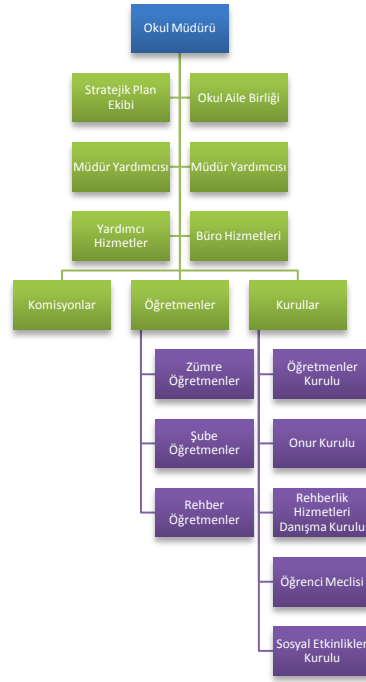 Okul Müdürü
Stratejik Plan
Ekibi
Okul Aile Birliği
Müdür Yardımcısı
Müdür Yardımcısı
Yardımcı
Hizmetler
Büro Hizmetleri
Komisyonlar
Öğretmenler
Kurullar
Zümre
Öğretmenler
Öğretmenler
Kurulu
Şube
Öğretmenler
Onur Kurulu
Rehber
Öğretmenler
Rehberlik
Hizmetleri
Danışma Kurulu
Öğrenci Meclisi
Sosyal Etkinlikler
Kurulu